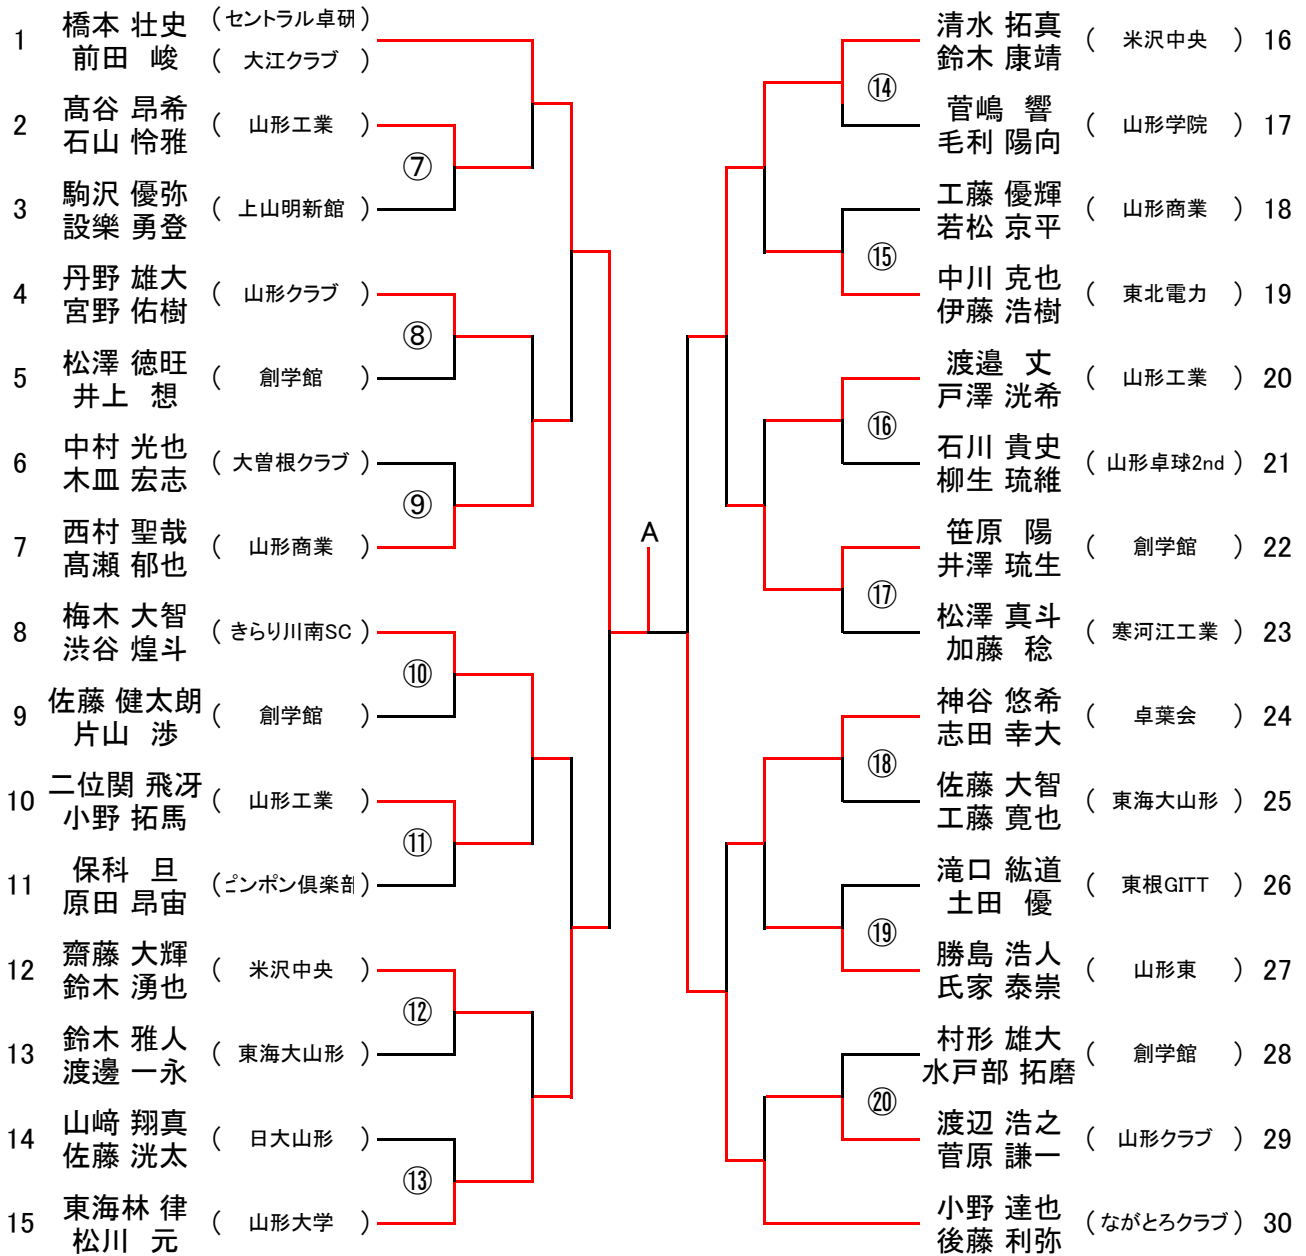 1 橋本 壮史 (セントラル卓研)
前田 峻 ( 大江クラブ )
2 髙谷 昂希 ( 山形工業 )
石山 怜雅
⑦
3 駒沢 優弥 ( 上山明新館 )
設樂 勇登
4 丹野 雄大 ( 山形クラブ )
宮野 佑樹
⑧
5 松澤 徳旺 ( 創学館 )
井上 想
6 中村 光也 ( 大曽根クラブ )
木皿 宏志
⑨
7 西村 聖哉 ( 山形商業 )
髙瀬 郁也
8 梅木 大智 ( きらり川南SC )
渋谷 煌斗
⑩
9 佐藤 健太朗 ( 創学館 )
片山 渉
10 二位関 飛冴 ( 山形工業 )
小野 拓馬
⑪
11 保科 旦 (ピンポン倶楽部)
原田 昂宙
12 齋藤 大輝 ( 米沢中央 )
鈴木 湧也
⑫
13 鈴木 雅人 ( 東海大山形 )
渡邊 一永
14 山﨑 翔真 ( 日大山形 )
佐藤 洸太
⑬
15 東海林 律 ( 山形大学 )
松川 元
A
清水 拓真 ( 米沢中央 ) 16
鈴木 康靖
⑭
菅嶋 響 ( 山形学院 ) 17
毛利 陽向
工藤 優輝 ( 山形商業 ) 18
若松 京平
⑮
中川 克也 ( 東北電力 ) 19
伊藤 浩樹
渡邉 丈 ( 山形工業 ) 20
戸澤 洸希
⑯
石川 貴史 ( 山形卓球2nd ) 21
柳生 琉維
笹原 陽 ( 創学館 ) 22
井澤 琉生
⑰
松澤 真斗 ( 寒河江工業 ) 23
加藤 稔
神谷 悠希 ( 卓葉会 ) 24
志田 幸大
⑱
佐藤 大智 ( 東海大山形 ) 25
工藤 寛也
滝口 紘道 ( 東根GITT ) 26
土田 優
⑲
勝島 浩人 ( 山形東 ) 27
氏家 泰崇
村形 雄大 ( 創学館 ) 28
水戸部 拓磨
⑳
渡辺 浩之 ( 山形クラブ ) 29
菅原 謙一
小野 達也 ( ながとろクラブ ) 30
後藤 利弥